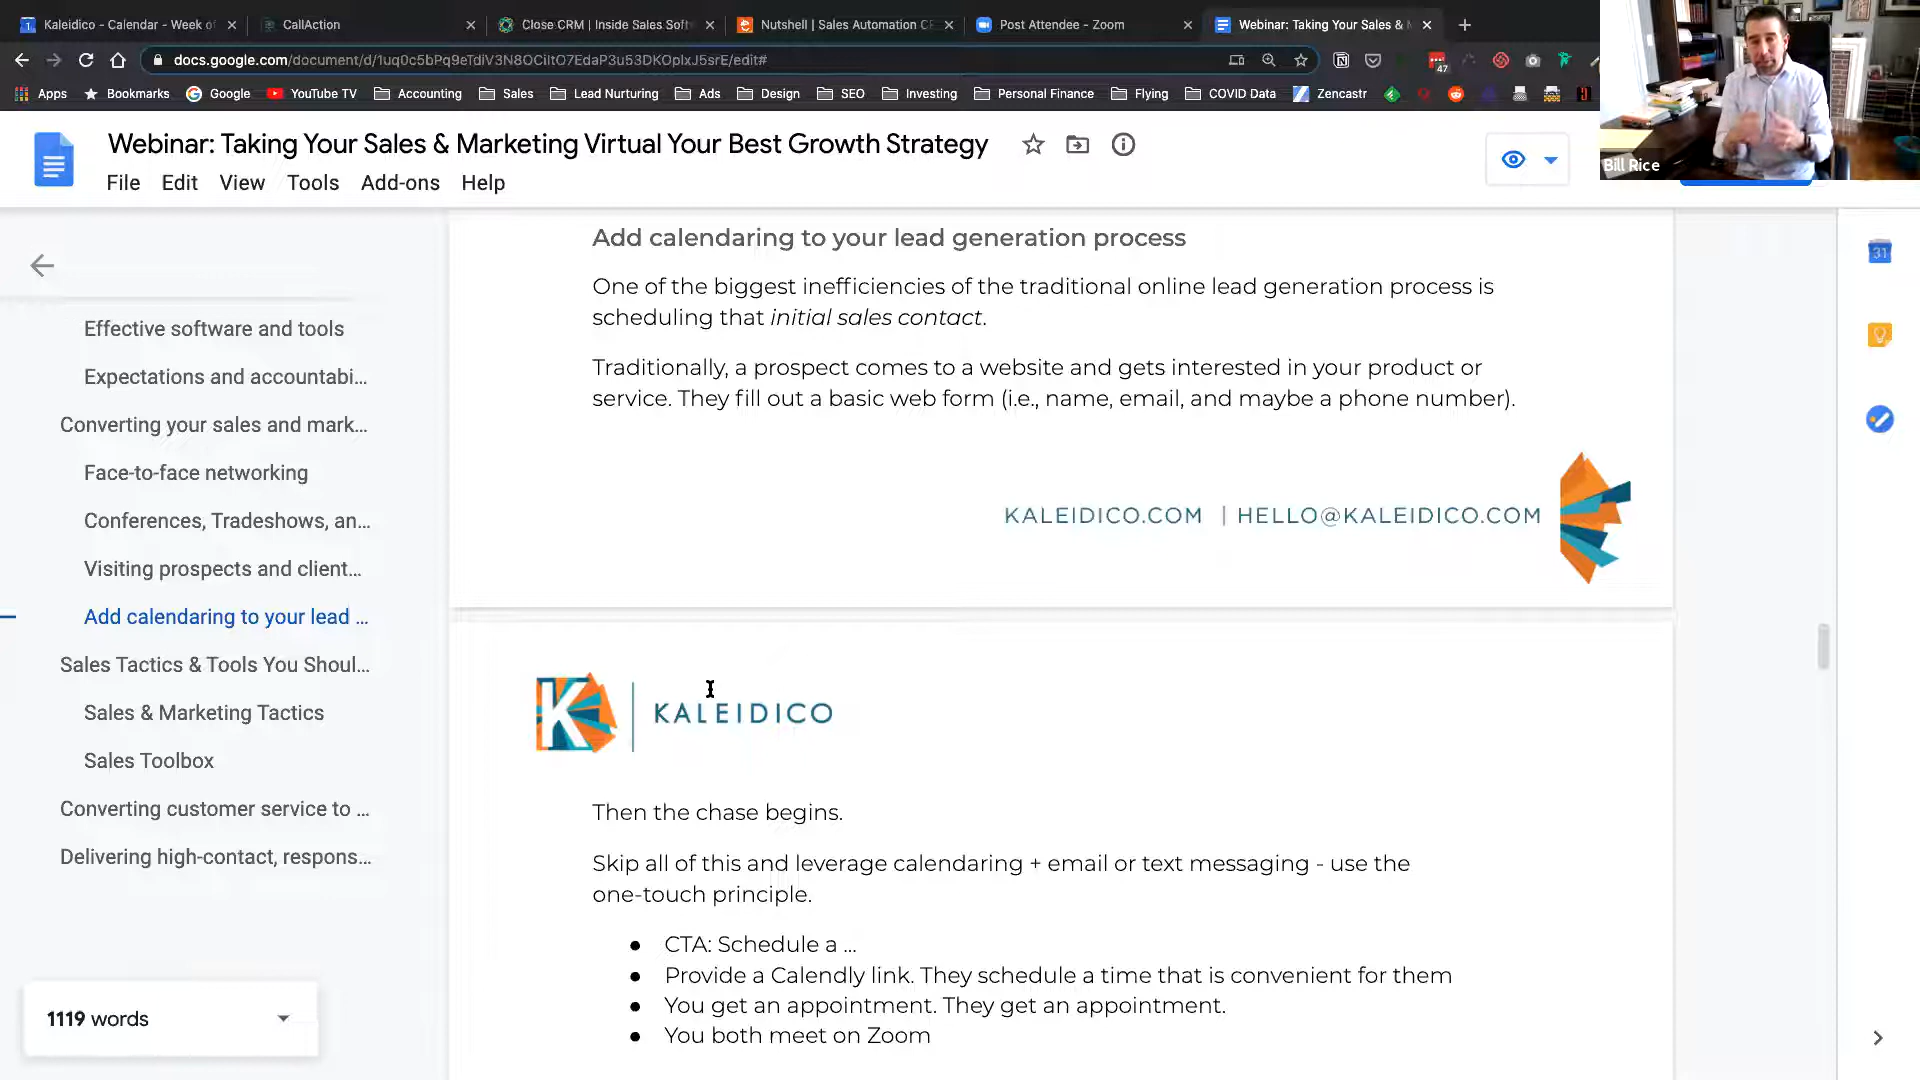 Kaleidico - Calendar - Week of
CallAction
Close CRM | Inside Sales Soft
Nutshell | Sales Automation C
Post Attendee - Zoom
Webinar: Taking Your Sales &
docs.google.com/document/d/1uq0c5bPq9eTdiV3N8OCiltO7EdaP3u53DKOplxJ5srE/edit#
47
Apps
Bookmarks
Google
YouTube TV
Accounting
Sales
Lead Nurturing
Ads
Design
SEO
Investing
Personal Finance
Flying
COVID Data
Zencastr
Bill Rice
Webinar: Taking Your Sales & Marketing Virtual Your Best Growth Strategy
File Edit View Tools Add-ons Help
31
Effective software and tools
Expectations and accountabi...
Converting your sales and mark...
Face-to-face networking
Conferences, Tradeshows, an...
Visiting prospects and client...
Add calendaring to your lead ...
Sales Tactics & Tools You Shoul...
Sales & Marketing Tactics
Sales Toolbox
Converting customer service to ...
Delivering high-contact, respons...
1119 words
Add calendaring to your lead generation process
One of the biggest inefficiencies of the traditional online lead generation process is
scheduling that initial sales contact.
Traditionally, a prospect comes to a website and gets interested in your product or
service. They fill out a basic web form (i.e., name, email, and maybe a phone number).
KALEIDICO.COM | HELLO@KALEIDICO.COM
K | KALEIDICO
Then the chase begins.
Skip all of this and leverage calendaring + email or text messaging - use the
one-touch principle.
● CTA: Schedule a ...
● Provide a Calendly link. They schedule a time that is convenient for them
● You get an appointment. They get an appointment.
● You both meet on Zoom